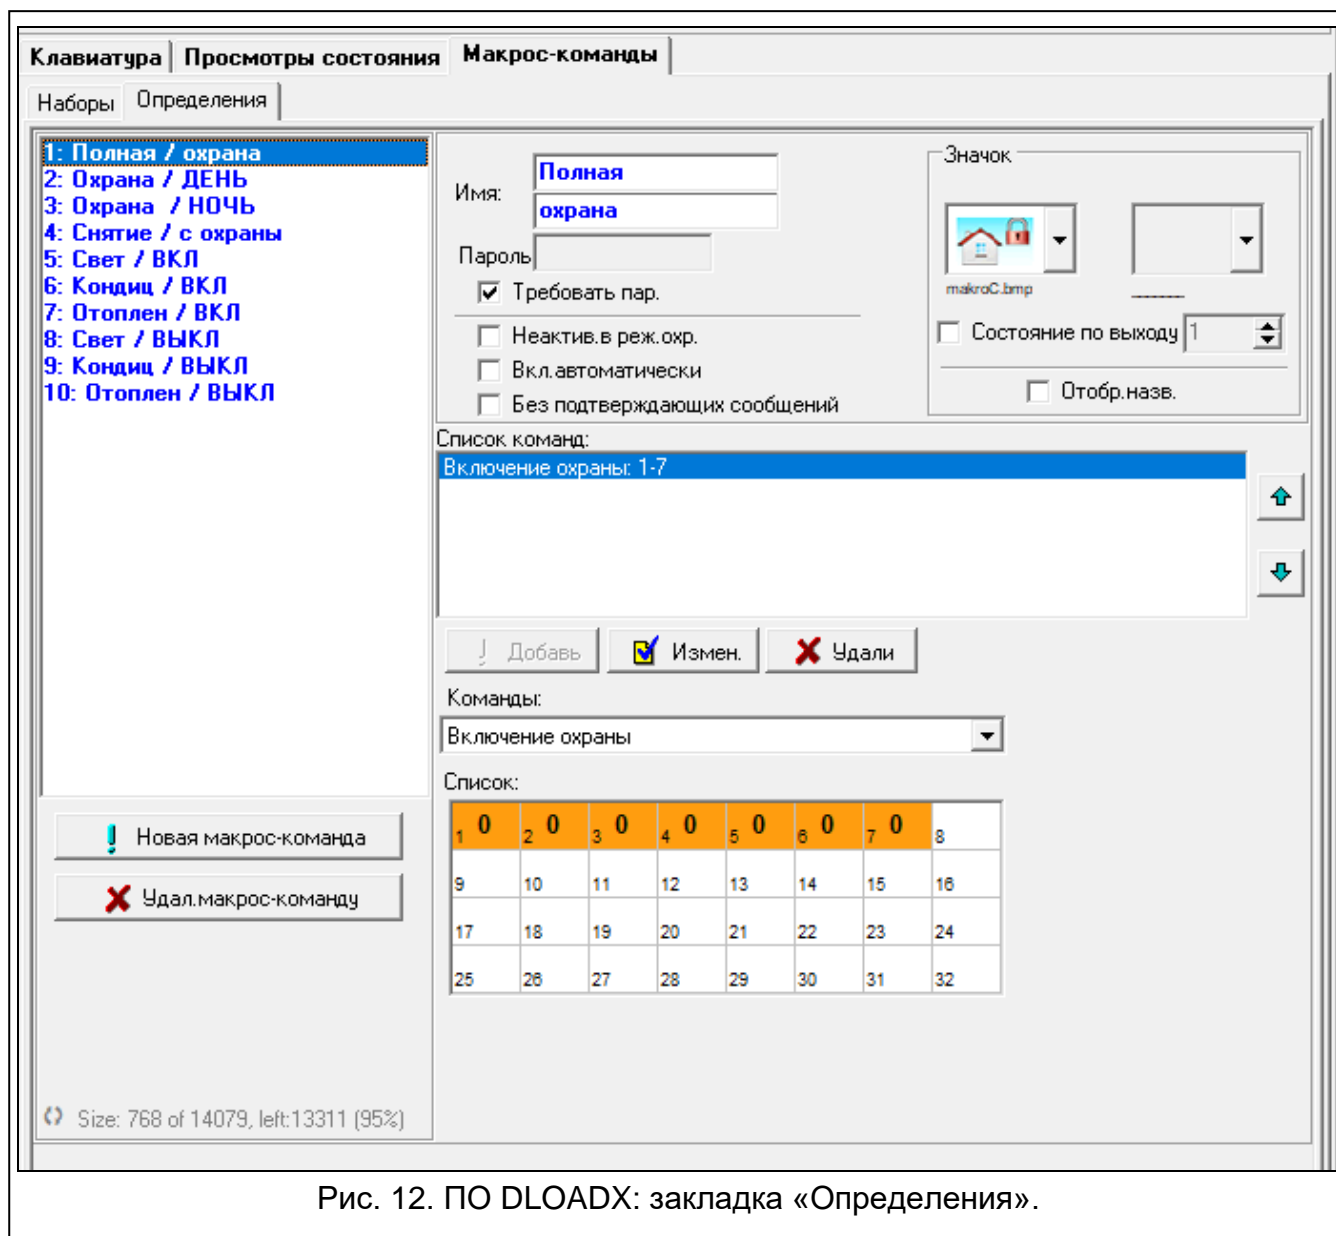 Клавиатура Просмотры состояния Макрос-команды
Наборы Определения
1: Полная / охрана
2: Охрана / ДЕНЬ
3: Охрана / НОЧЬ
4: Снятие / с охраны
5: Свет / ВКЛ
6: Кондиц / ВКЛ
7: Отоплен / ВКЛ
8: Свет / ВЫКЛ
9: Кондиц / ВЫКЛ
10: Отоплен / ВЫКЛ
Новая макрос-команда
Удал.макрос-команду
Size: 768 of 14079, left:13311 (95%)
Имя:
Полная
охрана
Пароль
Требовать пар.
Неактив.в реж.охр.
Вкл.автоматически
Без подтверждающих сообщений
Значок
makroC.bmp
Состояние по выходу 1
Отобр.назв.
Список команд:
Включение охраны: 1-7
Добавь Измен. Удали
Команды:
Включение охраны
Список:
1 0 2 0 3 0 4 0 5 0 6 0 7 0 8
9 10 11 12 13 14 15 16
17 18 19 20 21 22 23 24
25 26 27 28 29 30 31 32
Рис. 12. ПО DLOADX: закладка «Определения».